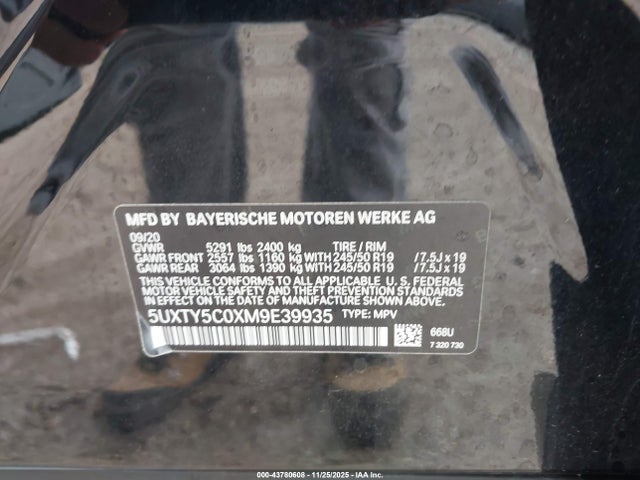 MFD BY BAYERISCHE MOTOREN WERKE AG
09/20
GVWR 5291 lbs 2400 kg TIRE / RIM
GAWR FRONT 2557 lbs 1160 kg WITH 245/50 R19 / 7.5J x 19
GAWR REAR 3064 lbs 1390 kg WITH 245/50 R19 / 7.5J x 19
THIS VEHICLE CONFORMS TO ALL APPLICABLE U. S. FEDERAL
MOTOR VEHICLE SAFETY AND THEFT PREVENTION STANDARDS IN
EFFECT ON THE DATE OF MANUFACTURE SHOWN ABOVE.
5UXTY5C0XM9E39935 TYPE: MPV
668U
7 320 730
000-43780608 - 11/25/2025 - © IAA Inc.